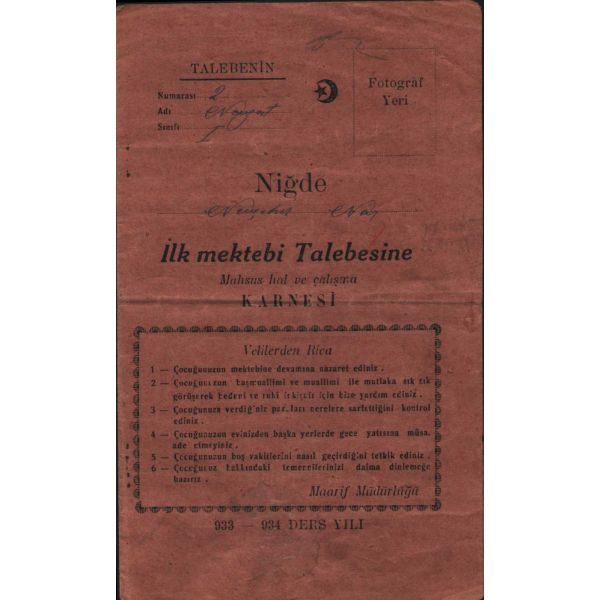 TALEBENİN
Numarası 2
Adı
Sınıfı I
Fotoğraf
Yeri
Niğde
İlk mektebi Talebesine
Mahsus hal ve çalışma
KARNESİ
Velilerden Rica
1 — Çocuğunuzun mektebine devamına nazaret ediniz .
2 — Çocuğunuzun başmuallimi ve muallimi ile mutlaka sık sık
görüşerek bedeni ve ruhi inkişafı için bize yardım ediniz .
3 — Çocuğunuza verdiğiniz paraları nerelere sarfettiğini kontrol
ediniz .
4 — Çocuğunuzun evinizden başka yerlerde gece yatısına müsa-
ade etmeyiniz .
5 — Çocuğunuzun boş vakitlerini nasıl geçirdiğini tetkik ediniz .
6 — Çocuğunuz hakkındaki temennilerinizi daima dinlemeğe
hazırız .
Maarif Müdürlüğü
933 — 934 DERS YILI